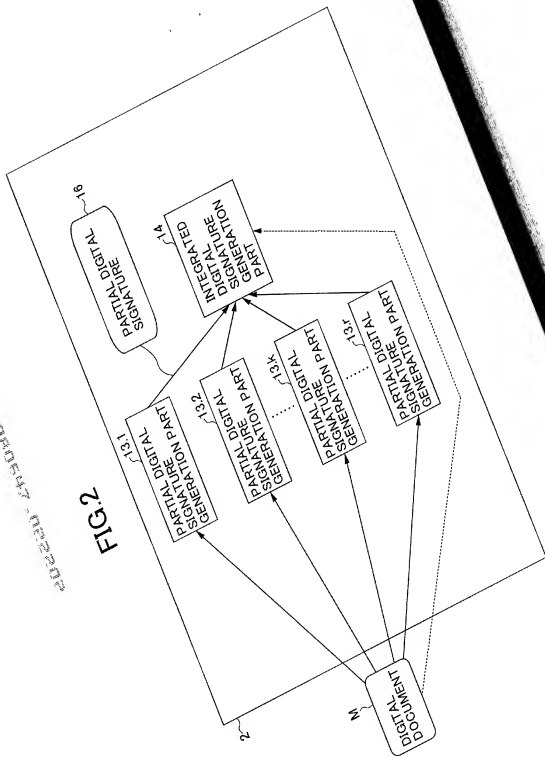 FIG.2
2
M
DIGITAL
DOCUMENT
13.1
PARTIAL DIGITAL
SIGNATURE
GENERATION PART
13.2
PARTIAL DIGITAL
SIGNATURE
GENERATION PART
13.k
PARTIAL DIGITAL
SIGNATURE
GENERATION PART
13.r
PARTIAL DIGITAL
SIGNATURE
GENERATION PART
16
PARTIAL DIGITAL
SIGNATURE
14
INTEGRATED
DIGITAL
SIGNATURE
GENERATION
PART